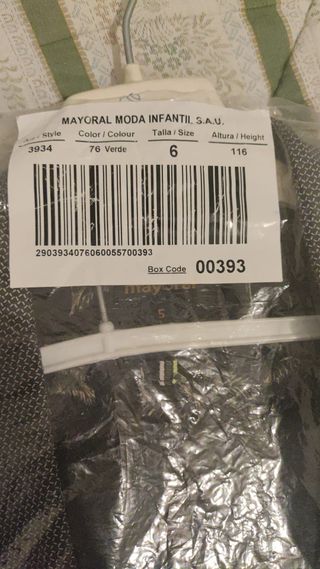 MAYORAL MODA INFANTIL S.A.U.
Style Color / Colour Talla / Size Altura / Height
3934 76 Verde 6 116
2903934076060055700393
Box Code 00393
5